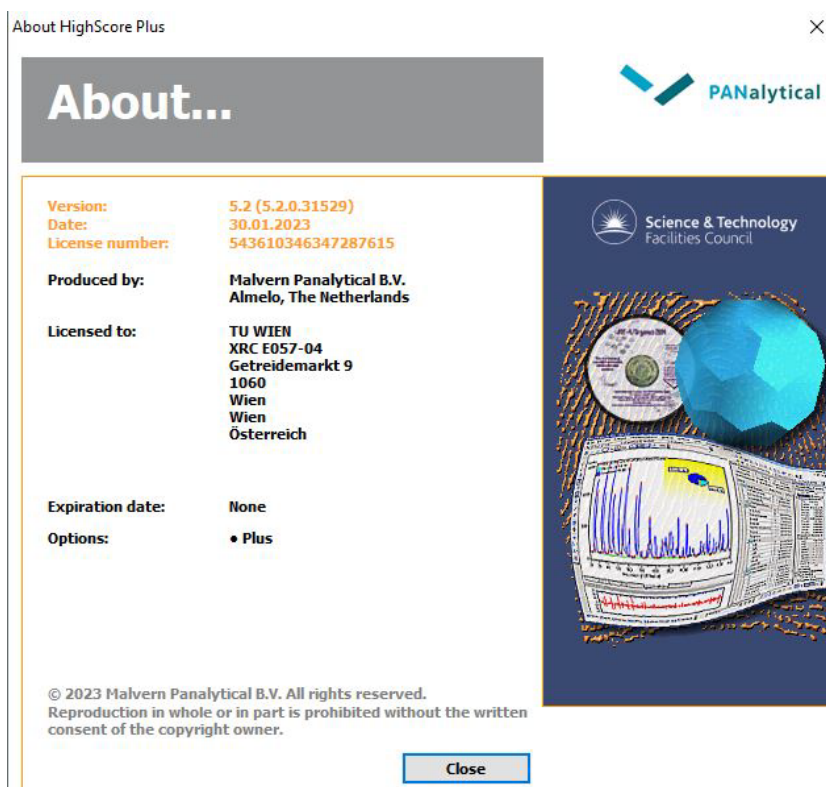 About HighScore Plus
About...
PANalytical
Version: 5.2 (5.2.0.31529)
Date: 30.01.2023
License number: 543610346347287615
Science & Technology
Facilities Council
Produced by: Malvern Panalytical B.V.
Almelo, The Netherlands
Licensed to: TU WIEN
XRC E057-04
Getreidemarkt 9
1060
Wien
Wien
Österreich
Expiration date: None
Options: • Plus
© 2023 Malvern Panalytical B.V. All rights reserved.
Reproduction in whole or in part is prohibited without the written
consent of the copyright owner.
Close